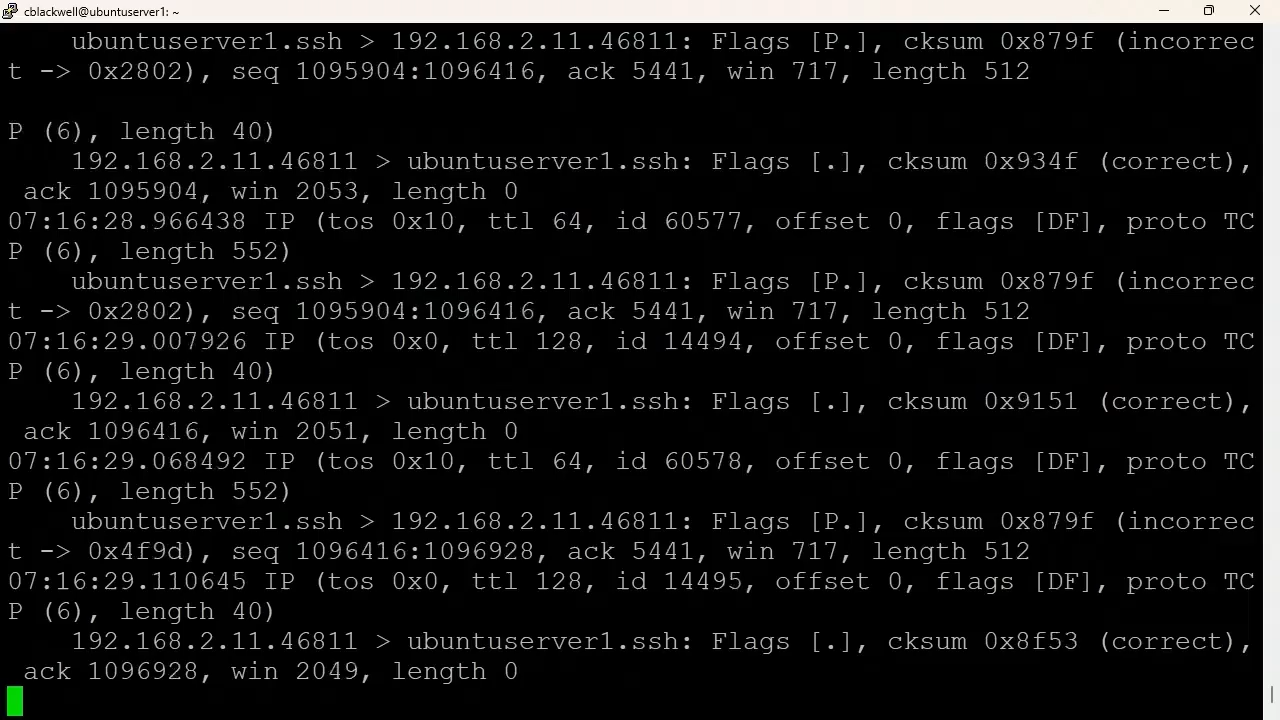 cblackwell@ubuntuserver1: ~
ubuntuserver1.ssh > 192.168.2.11.46811: Flags [P.], cksum 0x879f (incorrec
t -> 0x2802), seq 1095904:1096416, ack 5441, win 717, length 512
P (6), length 40)
192.168.2.11.46811 > ubuntuserver1.ssh: Flags [.], cksum 0x934f (correct),
ack 1095904, win 2053, length 0
07:16:28.966438 IP (tos 0x10, ttl 64, id 60577, offset 0, flags [DF], proto TC
P (6), length 552)
ubuntuserver1.ssh > 192.168.2.11.46811: Flags [P.], cksum 0x879f (incorrec
t -> 0x2802), seq 1095904:1096416, ack 5441, win 717, length 512
07:16:29.007926 IP (tos 0x0, ttl 128, id 14494, offset 0, flags [DF], proto TC
P (6), length 40)
192.168.2.11.46811 > ubuntuserver1.ssh: Flags [.], cksum 0x9151 (correct),
ack 1096416, win 2051, length 0
07:16:29.068492 IP (tos 0x10, ttl 64, id 60578, offset 0, flags [DF], proto TC
P (6), length 552)
ubuntuserver1.ssh > 192.168.2.11.46811: Flags [P.], cksum 0x879f (incorrec
t -> 0x4f9d), seq 1096416:1096928, ack 5441, win 717, length 512
07:16:29.110645 IP (tos 0x0, ttl 128, id 14495, offset 0, flags [DF], proto TC
P (6), length 40)
192.168.2.11.46811 > ubuntuserver1.ssh: Flags [.], cksum 0x8f53 (correct),
ack 1096928, win 2049, length 0